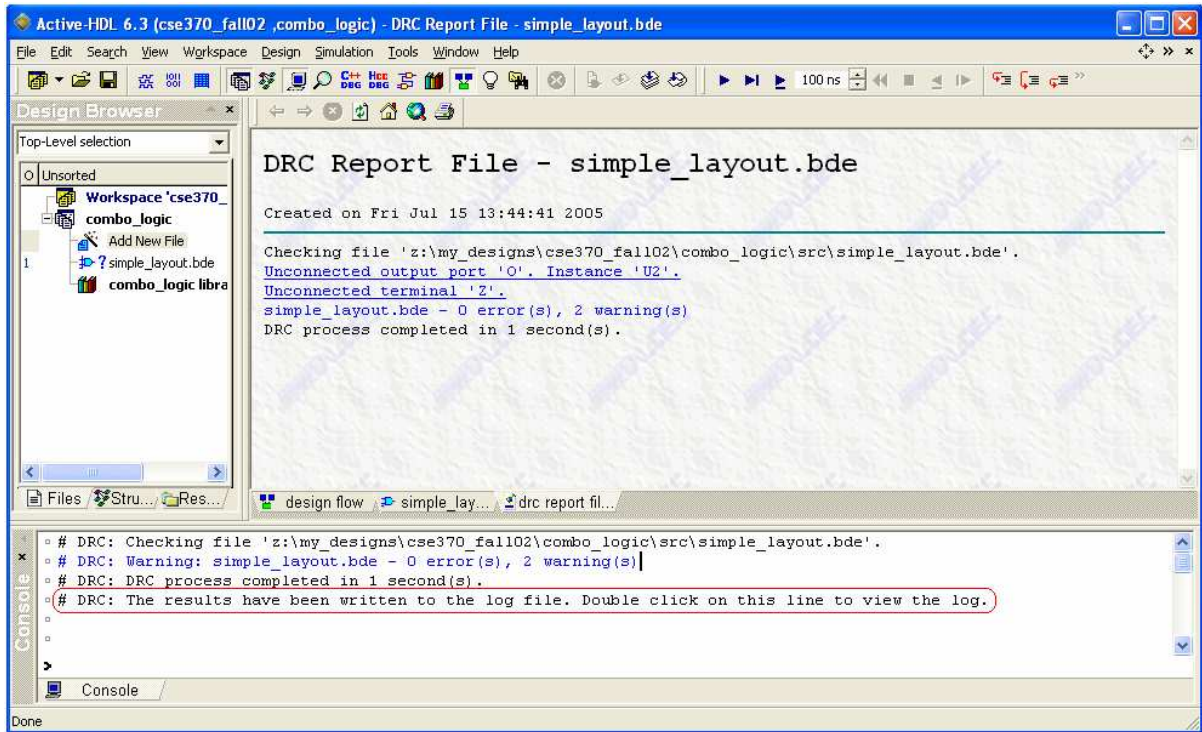 Active-HDL 6.3 (cse370_fall02 ,combo_logic) - DRC Report File - simple_layout.bde
File Edit Search View Workspace Design Simulation Tools Window Help
100 ns
Design Browser
Top-Level selection
O Unsorted
Workspace 'cse370_
combo_logic
Add New File
1 ? simple_layout.bde
combo_logic libra
Files Stru... Res...
DRC Report File - simple_layout.bde
Created on Fri Jul 15 13:44:41 2005
Checking file 'z:\my_designs\cse370_fall02\combo_logic\src\simple_layout.bde'.
Unconnected output port 'O'. Instance 'U2'.
Unconnected terminal 'Z'.
simple_layout.bde - 0 error(s), 2 warning(s)
DRC process completed in 1 second(s).
design flow simple_lay... drc report fil...
# DRC: Checking file 'z:\my_designs\cse370_fall02\combo_logic\src\simple_layout.bde'.
# DRC: Warning: simple_layout.bde - 0 error(s), 2 warning(s)
# DRC: DRC process completed in 1 second(s).
# DRC: The results have been written to the log file. Double click on this line to view the log.
>
Console
Console
Done